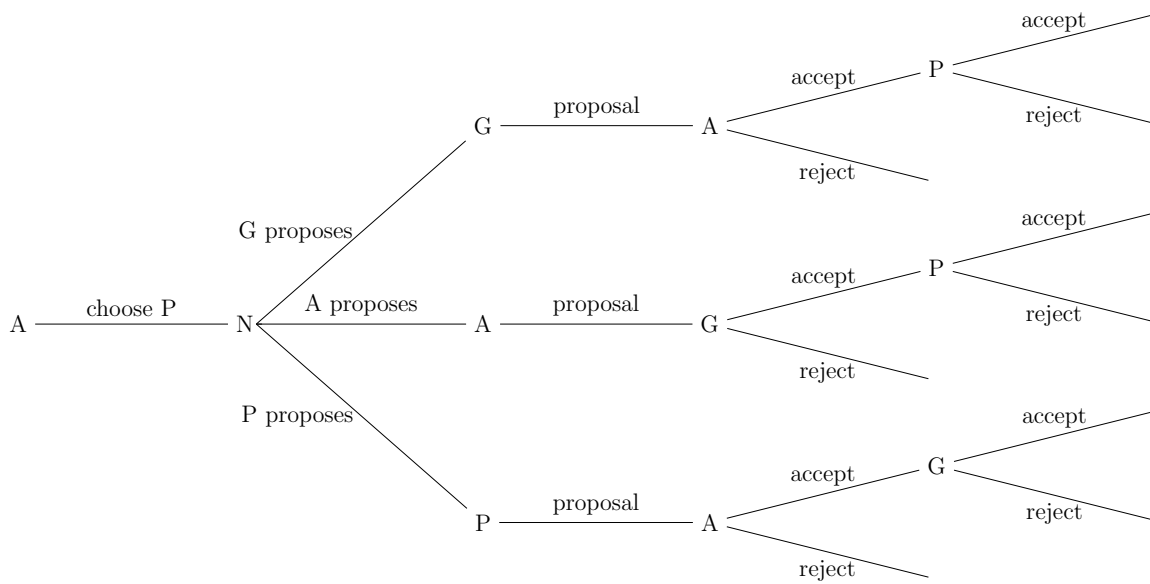 accept
accept
P
proposal
G
A
reject
reject
accept
G proposes
accept
P
choose P
A proposes
proposal
A
N
A
G
reject
reject
accept
P proposes
accept
G
proposal
P
A
reject
reject